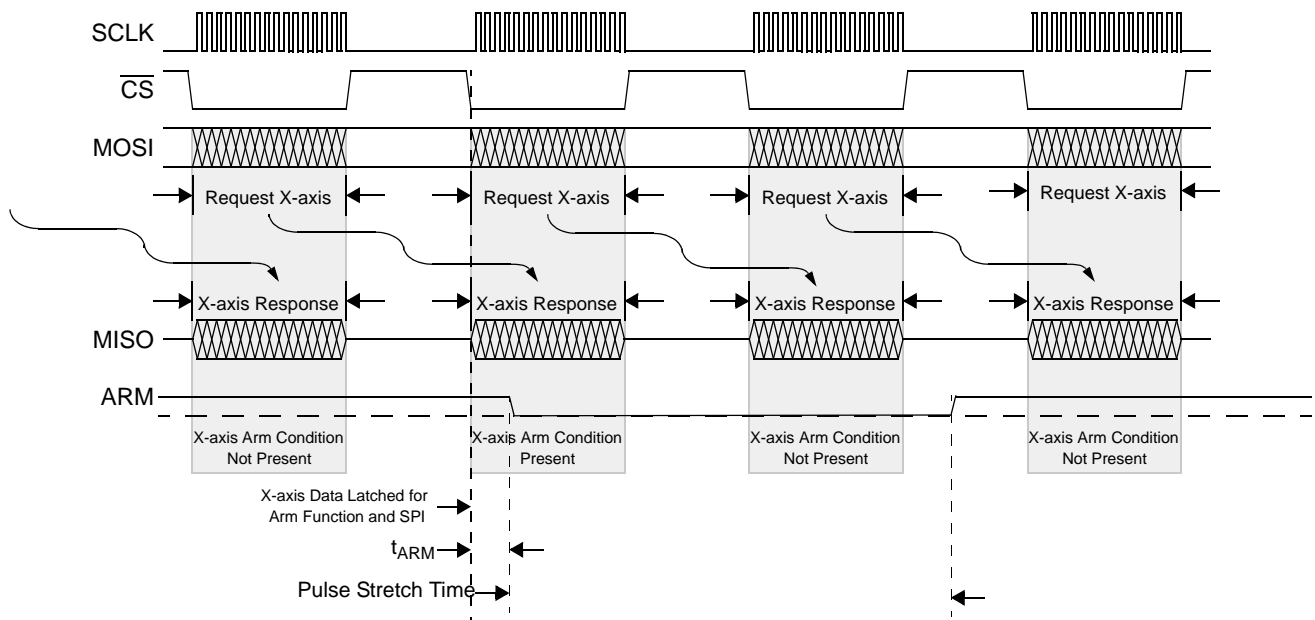 SCLK
CS
MOSI
Request X-axis
Request X-axis
Request X-axis
Request X-axis
X-axis Response
X-axis Response
X-axis Response
X-axis Response
MISO
ARM
X-axis Arm Condition
Not Present
X-axis Arm Condition
Present
X-axis Arm Condition
Not Present
X-axis Arm Condition
Not Present
X-axis Data Latched for
Arm Function and SPI
tARM
Pulse Stretch Time